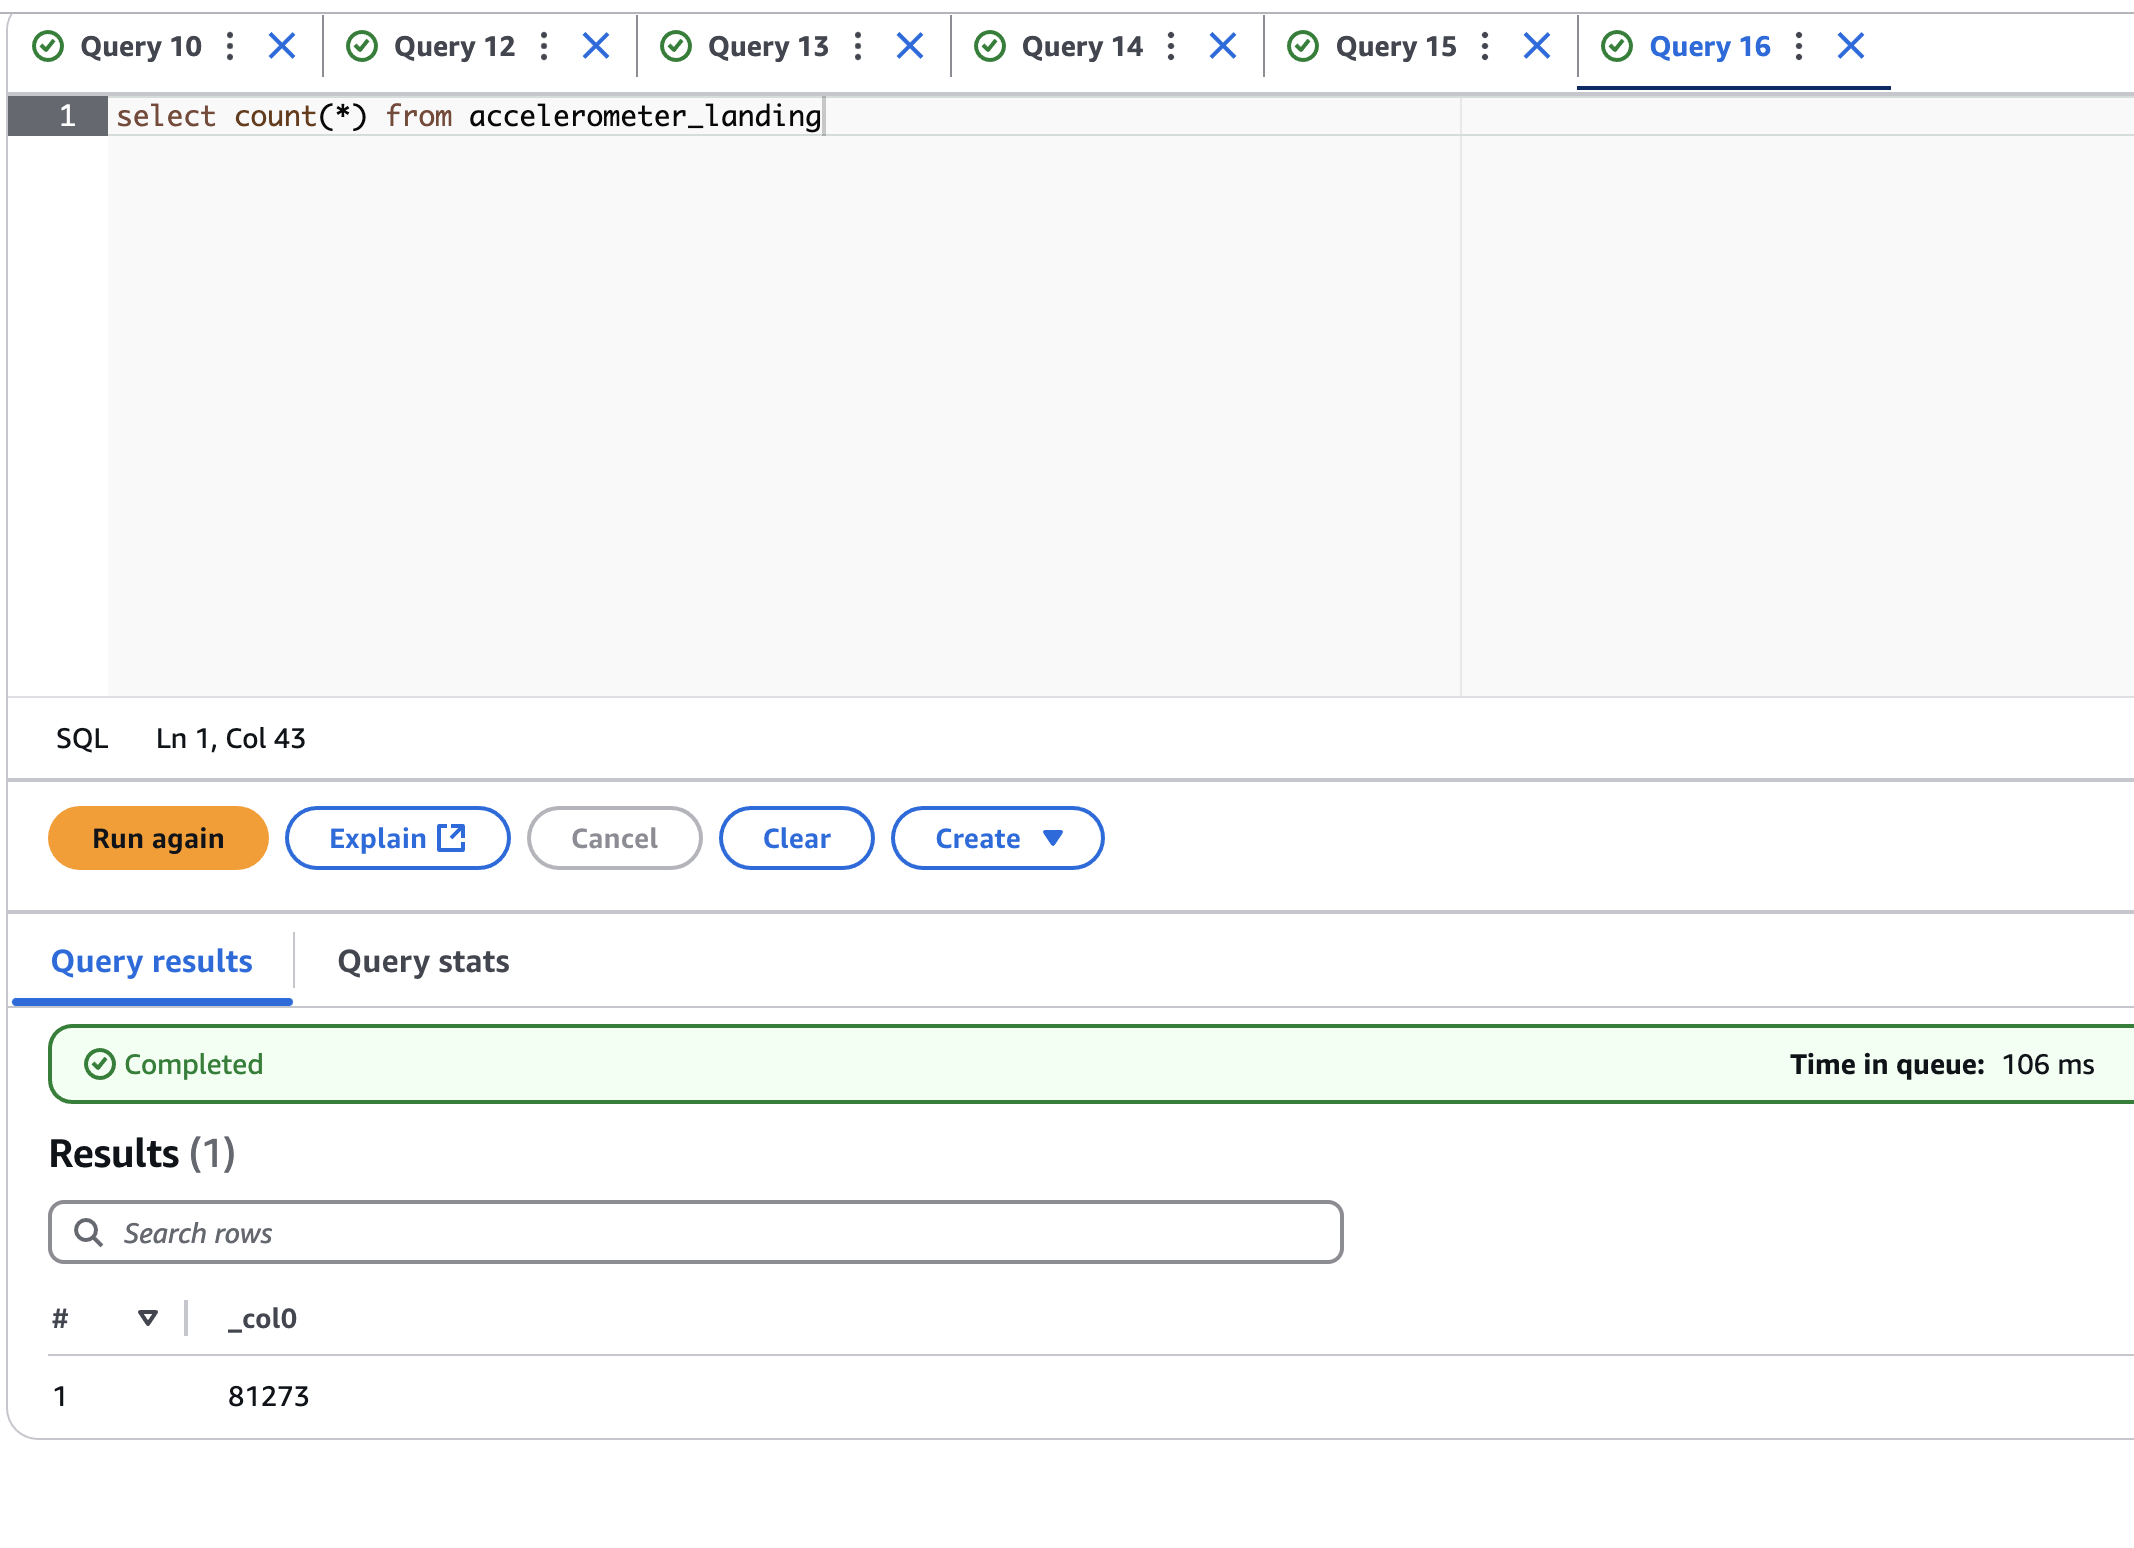 Query 10 Query 12 Query 13 Query 14 Query 15 Query 16
1 select count(*) from accelerometer_landing
SQL Ln 1, Col 43
Run again Explain Cancel Clear Create
Query results Query stats
Completed Time in queue: 106 ms
Results (1)
Search rows
# _col0
1 81273